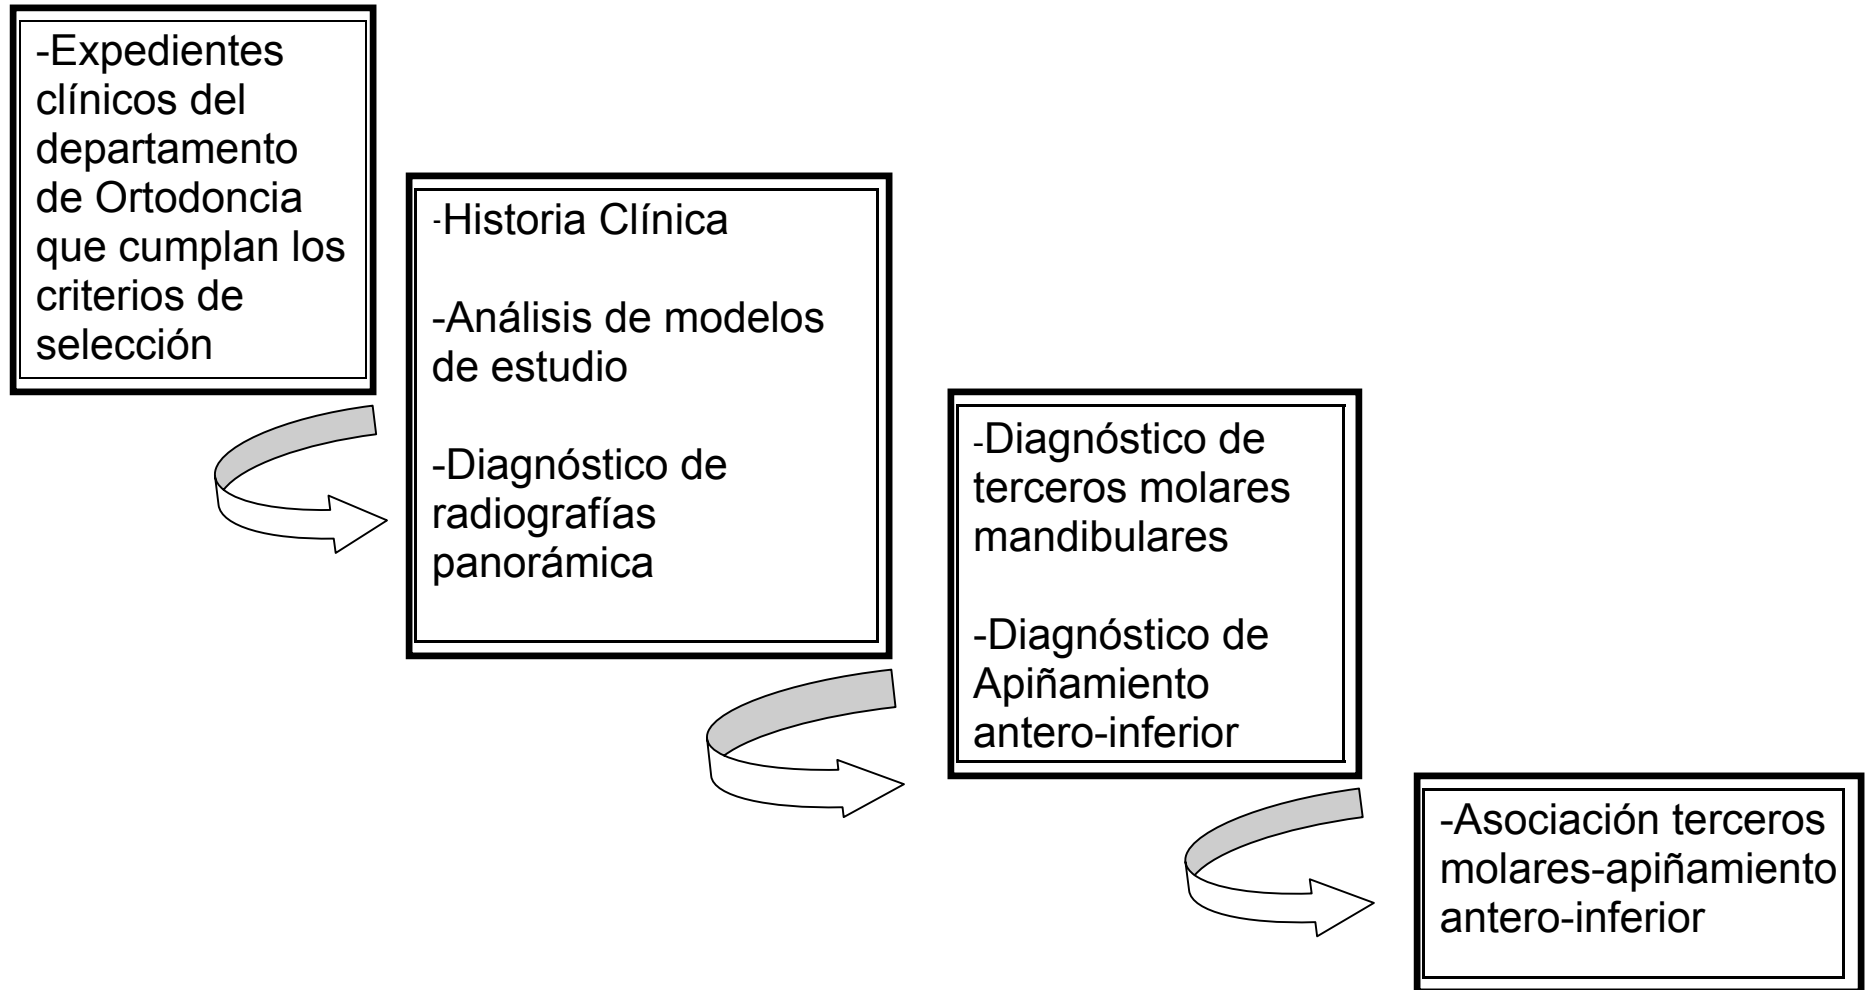 -Expedientes
clínicos del
departamento
de Ortodoncia
que cumplan los
criterios de
selección
-Historia Clínica
-Análisis de modelos
de estudio
-Diagnóstico de
radiografías
panorámica
-Diagnóstico de
terceros molares
mandibulares
-Diagnóstico de
Apiñamiento
antero-inferior
-Asociación terceros
molares-apiñamiento
antero-inferior